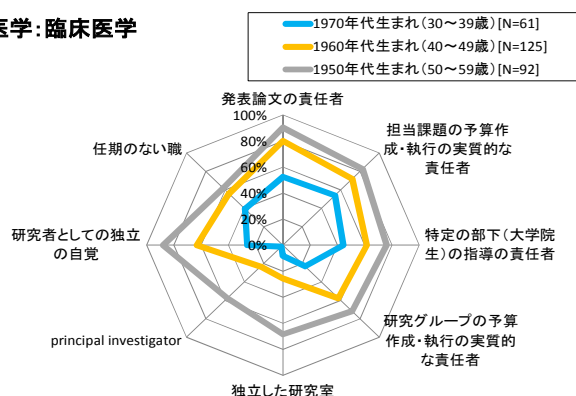 医学:臨床医学
1970年代生まれ(30～39歳)[N=61]
1960年代生まれ(40～49歳)[N=125]
1950年代生まれ(50～59歳)[N=92]
発表論文の責任者
100%
80%
60%
40%
20%
0%
担当課題の予算作
成・執行の実質的な
責任者
特定の部下(大学院
生)の指導の責任者
研究グループの予算
作成・執行の実質的
な責任者
独立した研究室
principal investigator
研究者としての独立
の自覚
任期のない職